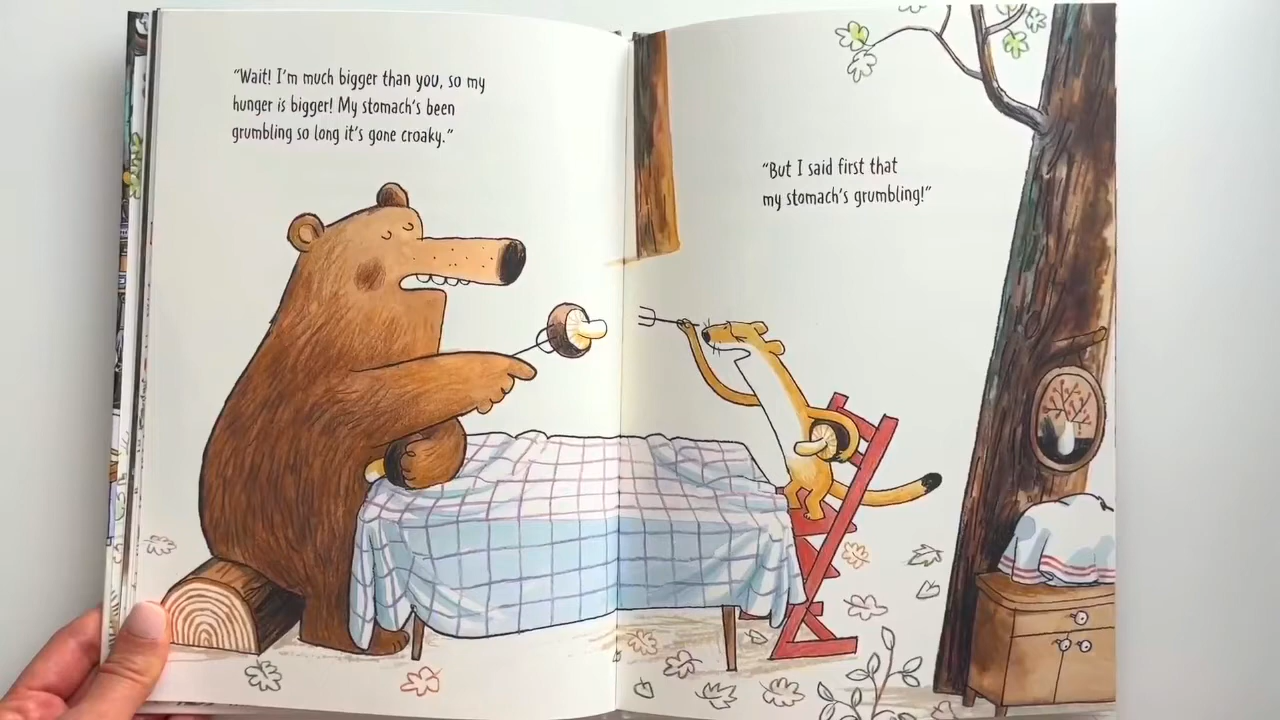 “Wait! I’m much bigger than you, so my
hunger is bigger! My stomach’s been
grumbling so long it’s gone croaky.”
“But I said first that
my stomach’s grumbling!”